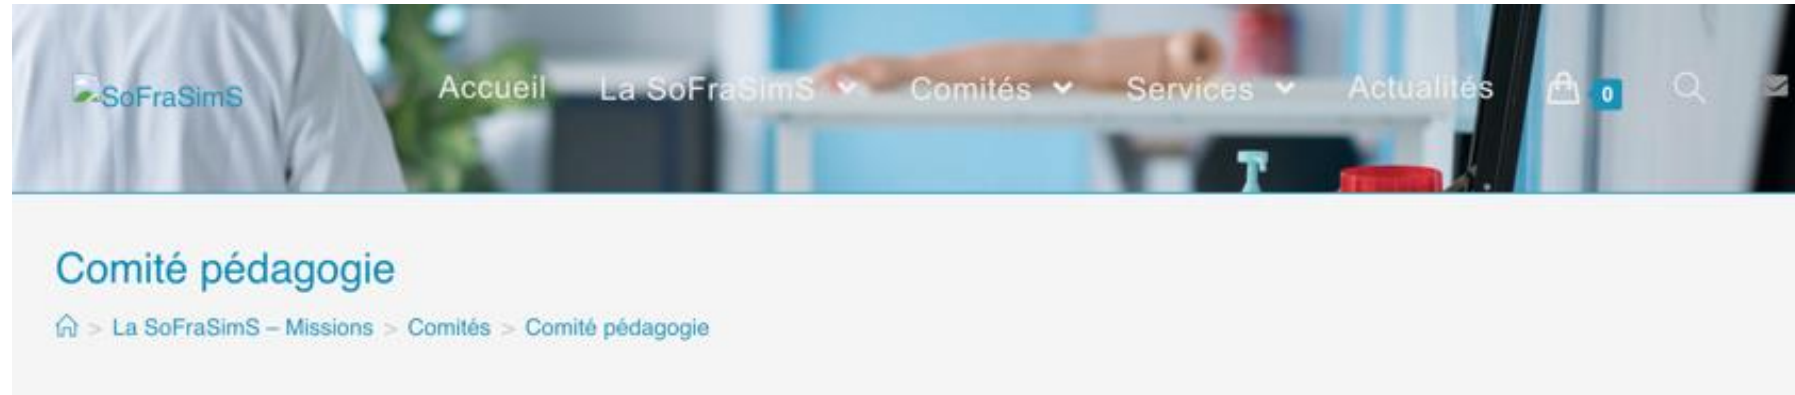 SoFraSimS Accueil La SoFraSimS Comités Services Actualités 0
Comité pédagogie
> La SoFraSimS – Missions > Comités > Comité pédagogie